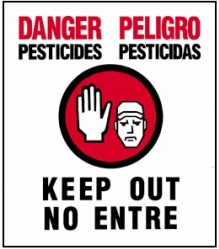 DANGER PELIGRO
PESTICIDES PESTICIDAS
KEEP OUT
NO ENTRE